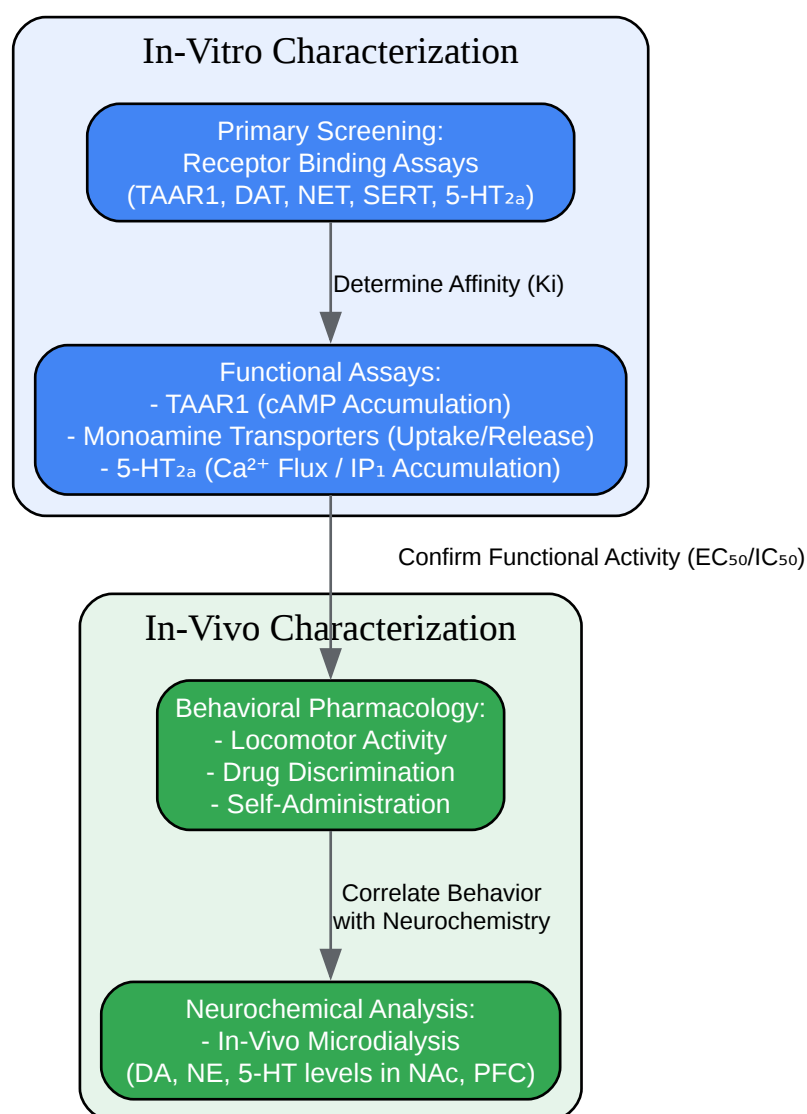 In-Vitro Characterization
Primary Screening:
Receptor Binding Assays
(TAAR1, DAT, NET, SERT, 5-HT₂ₐ)
Determine Affinity (Ki)
Functional Assays:
- TAAR1 (cAMP Accumulation)
- Monoamine Transporters (Uptake/Release)
- 5-HT₂ₐ (Ca²⁺ Flux / IP₁ Accumulation)
Confirm Functional Activity (EC₅₀/IC₅₀)
In-Vivo Characterization
Behavioral Pharmacology:
- Locomotor Activity
- Drug Discrimination
- Self-Administration
Correlate Behavior
with Neurochemistry
Neurochemical Analysis:
- In-Vivo Microdialysis
(DA, NE, 5-HT levels in NAc, PFC)